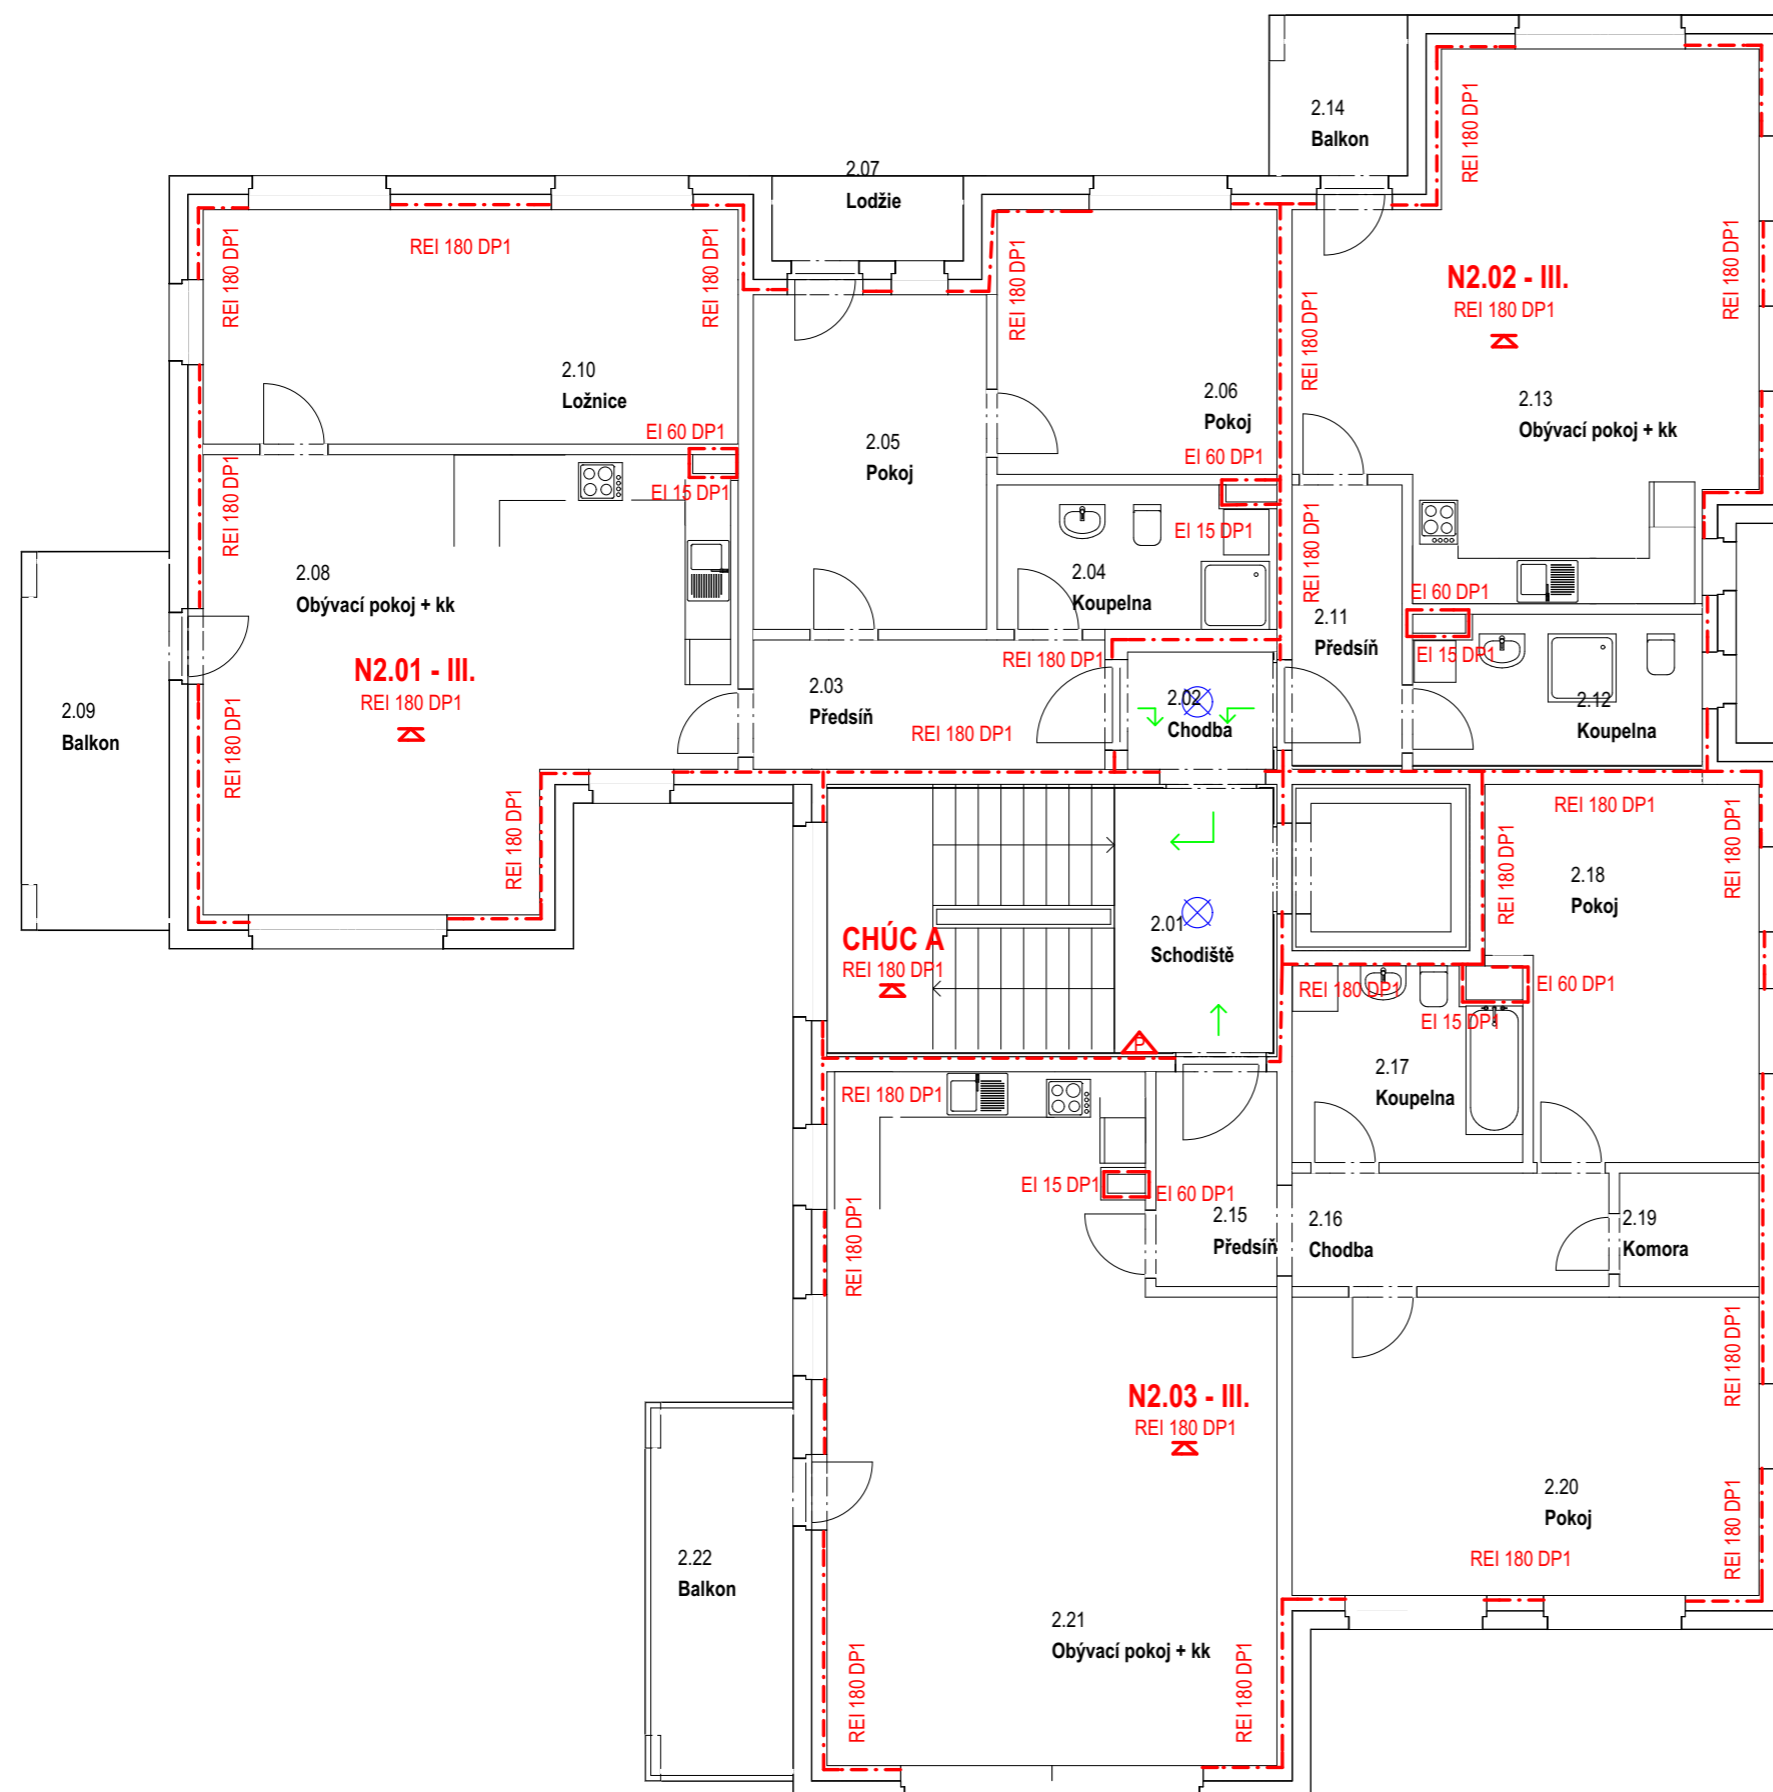 2.14
Balkon
REI 180 DP1
2.07
Lodžie
REI 180 DP1
REI 180 DP1
REI 180 DP1
REI 180 DP1
N2.02 - III.
REI 180 DP1
REI 180 DP1
REI 180 DP1
2.10
Ložnice
EI 60 DP1
2.05
Pokoj
2.06
Pokoj
EI 60 DP1
2.13
Obývací pokoj + kk
REI 180 DP1
EI 15 DP1
EI 15 DP1
REI 180 DP1
2.08
Obývací pokoj + kk
2.04
Koupelna
EI 60 DP1
2.11
Předsíň
EI 15 DP1
N2.01 - III.
REI 180 DP1
REI 180 DP1
2.03
Předsíň
REI 180 DP1
2.02
Chodba
2.12
Koupelna
2.09
Balkon
REI 180 DP1
REI 180 DP1
REI 180 DP1
REI 180 DP1
REI 180 DP1
2.18
Pokoj
CHÚC A
REI 180 DP1
2.01
Schodiště
REI 180 DP1
EI 60 DP1
EI 15 DP1
P
2.17
Koupelna
REI 180 DP1
EI 15 DP1
EI 60 DP1
REI 180 DP1
2.15
Předsíň
2.16
Chodba
2.19
Komora
REI 180 DP1
N2.03 - III.
REI 180 DP1
2.20
Pokoj
REI 180 DP1
REI 180 DP1
2.22
Balkon
2.21
Obývací pokoj + kk
REI 180 DP1
REI 180 DP1